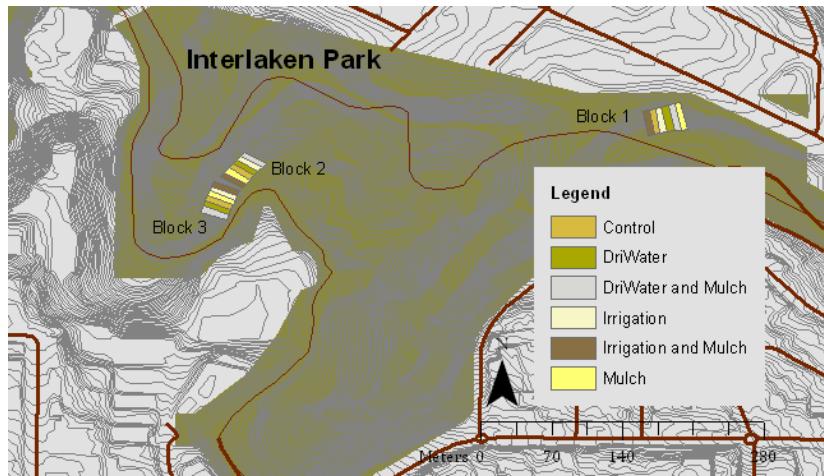 Interlaken Park
Block 1
Block 2
Block 3
Legend
Control
DriWater
DriWater and Mulch
Irrigation
Irrigation and Mulch
Mulch
N
Meters 0 70 140 280